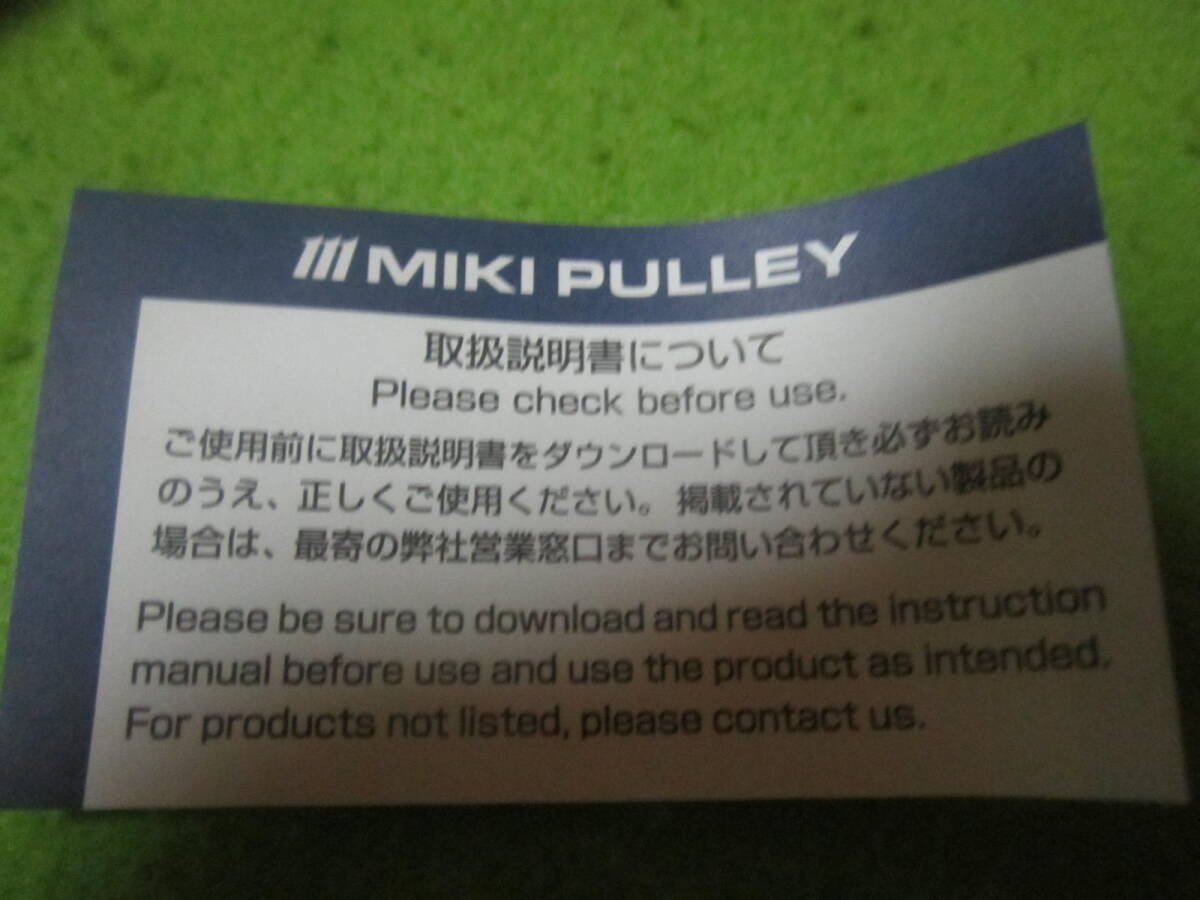 MIKI PULLEY
取扱説明書について
Please check before use.
ご使用前に取扱説明書をダウンロードして頂き必ずお読み
のうえ、正しくご使用ください。掲載されていない製品の
場合は、最寄の弊社営業窓口までお問い合わせください。
Please be sure to download and read the instruction
manual before use and use the product as intended.
For products not listed, please contact us.